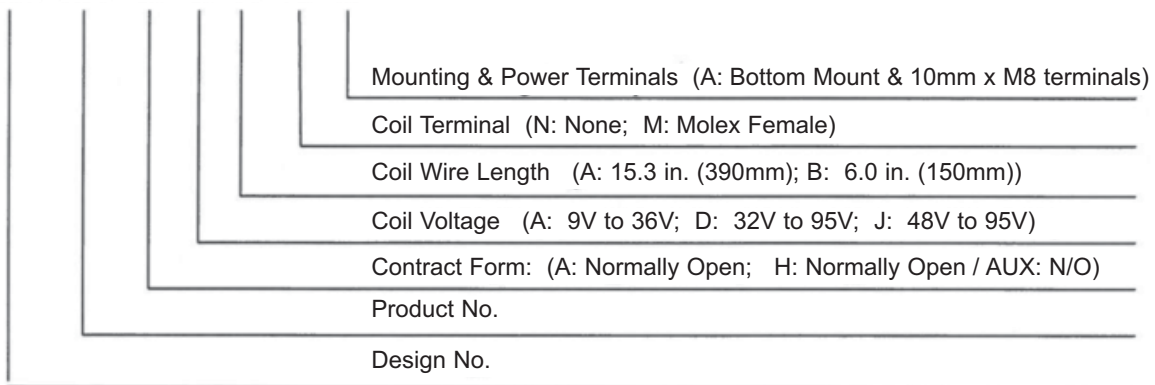 Mounting & Power Terminals (A: Bottom Mount & 10mm x M8 terminals)
Coil Terminal (N: None; M: Molex Female)
Coil Wire Length (A: 15.3 in. (390mm); B: 6.0 in. (150mm))
Coil Voltage (A: 9V to 36V; D: 32V to 95V; J: 48V to 95V)
Contract Form: (A: Normally Open; H: Normally Open / AUX: N/O)
Product No.
Design No.